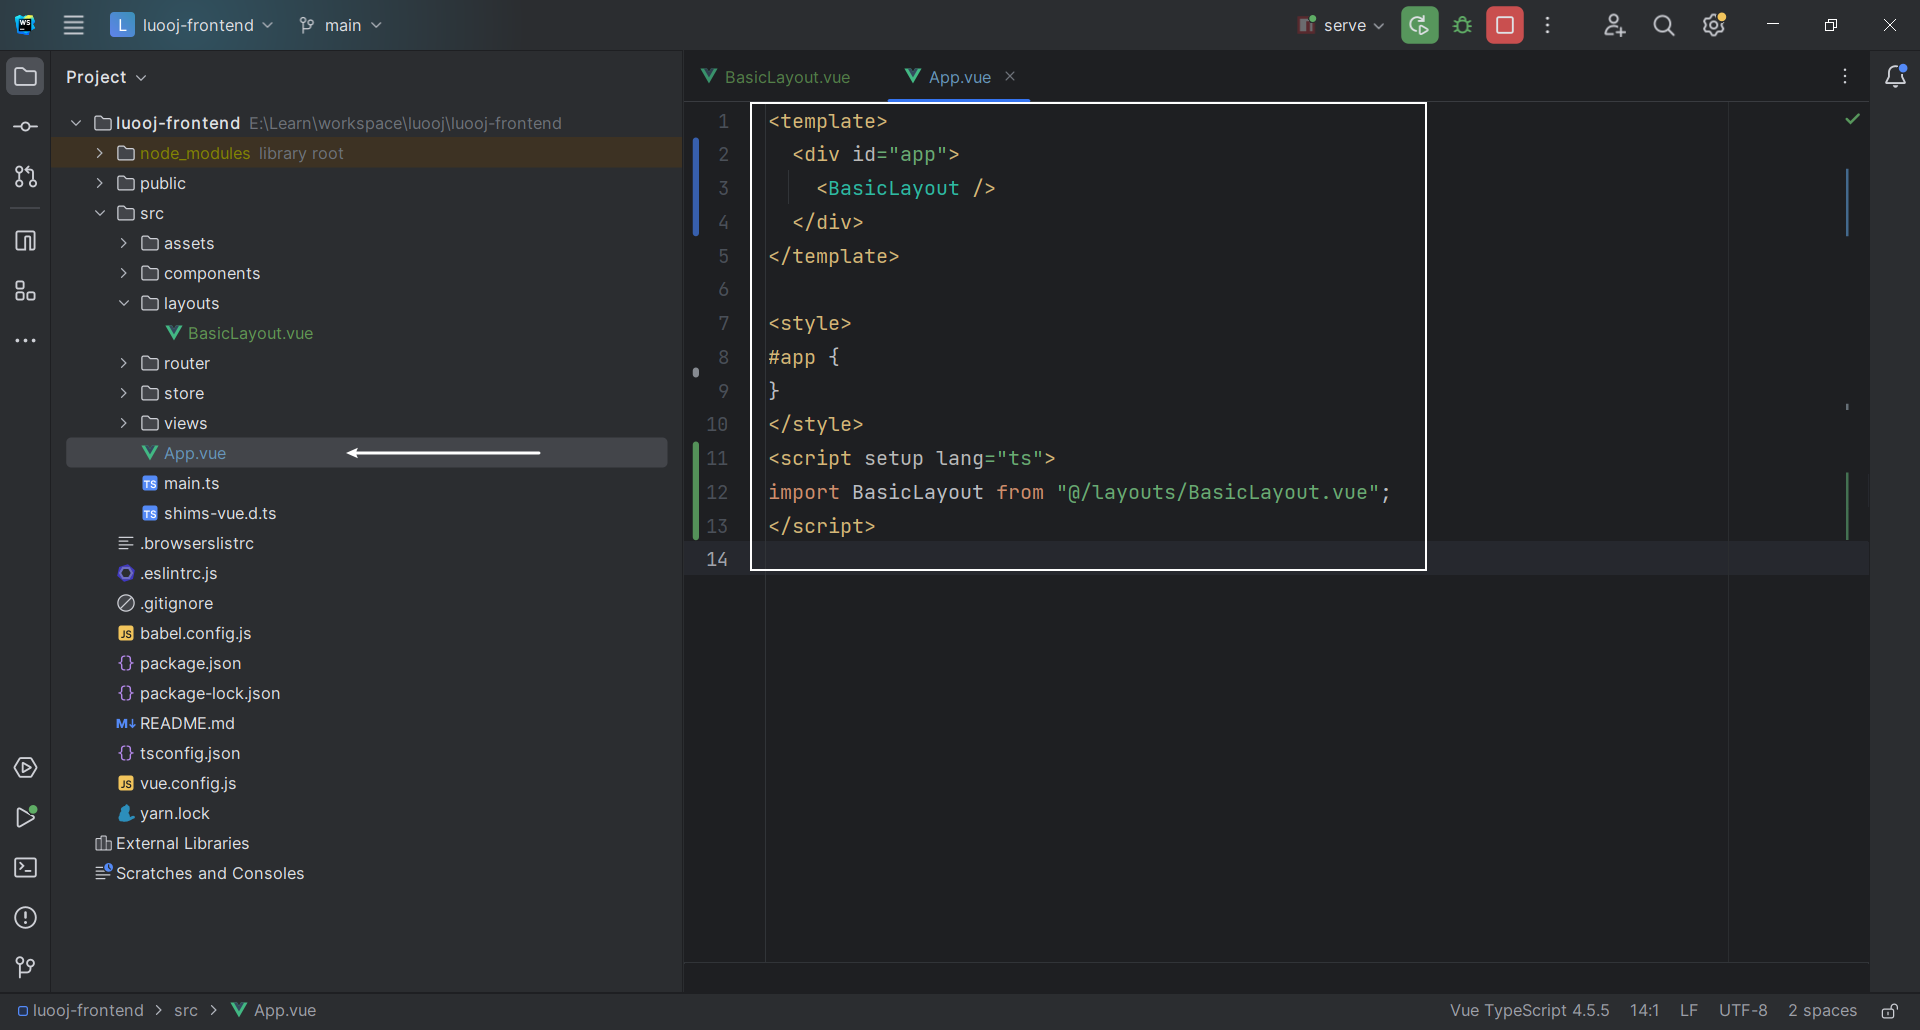 L luooj-frontend main serve
Project
BasicLayout.vue App.vue
luooj-frontend E:\Learn\workspace\luooj\luooj-frontend
node_modules library root
public
src
assets
components
layouts
BasicLayout.vue
router
store
views
App.vue
TS main.ts
TS shims-vue.d.ts
.browserslistrc
.eslintrc.js
.gitignore
JS babel.config.js
{} package.json
{} package-lock.json
M↓ README.md
{} tsconfig.json
JS vue.config.js
yarn.lock
External Libraries
Scratches and Consoles
1 <template>
2   <div id="app">
3     <BasicLayout />
4   </div>
5 </template>
6
7 <style>
8 #app {
9 }
10 </style>
11 <script setup lang="ts">
12 import BasicLayout from "@/layouts/BasicLayout.vue";
13 </script>
14
luooj-frontend > src > App.vue
Vue TypeScript 4.5.5 14:1 LF UTF-8 2 spaces